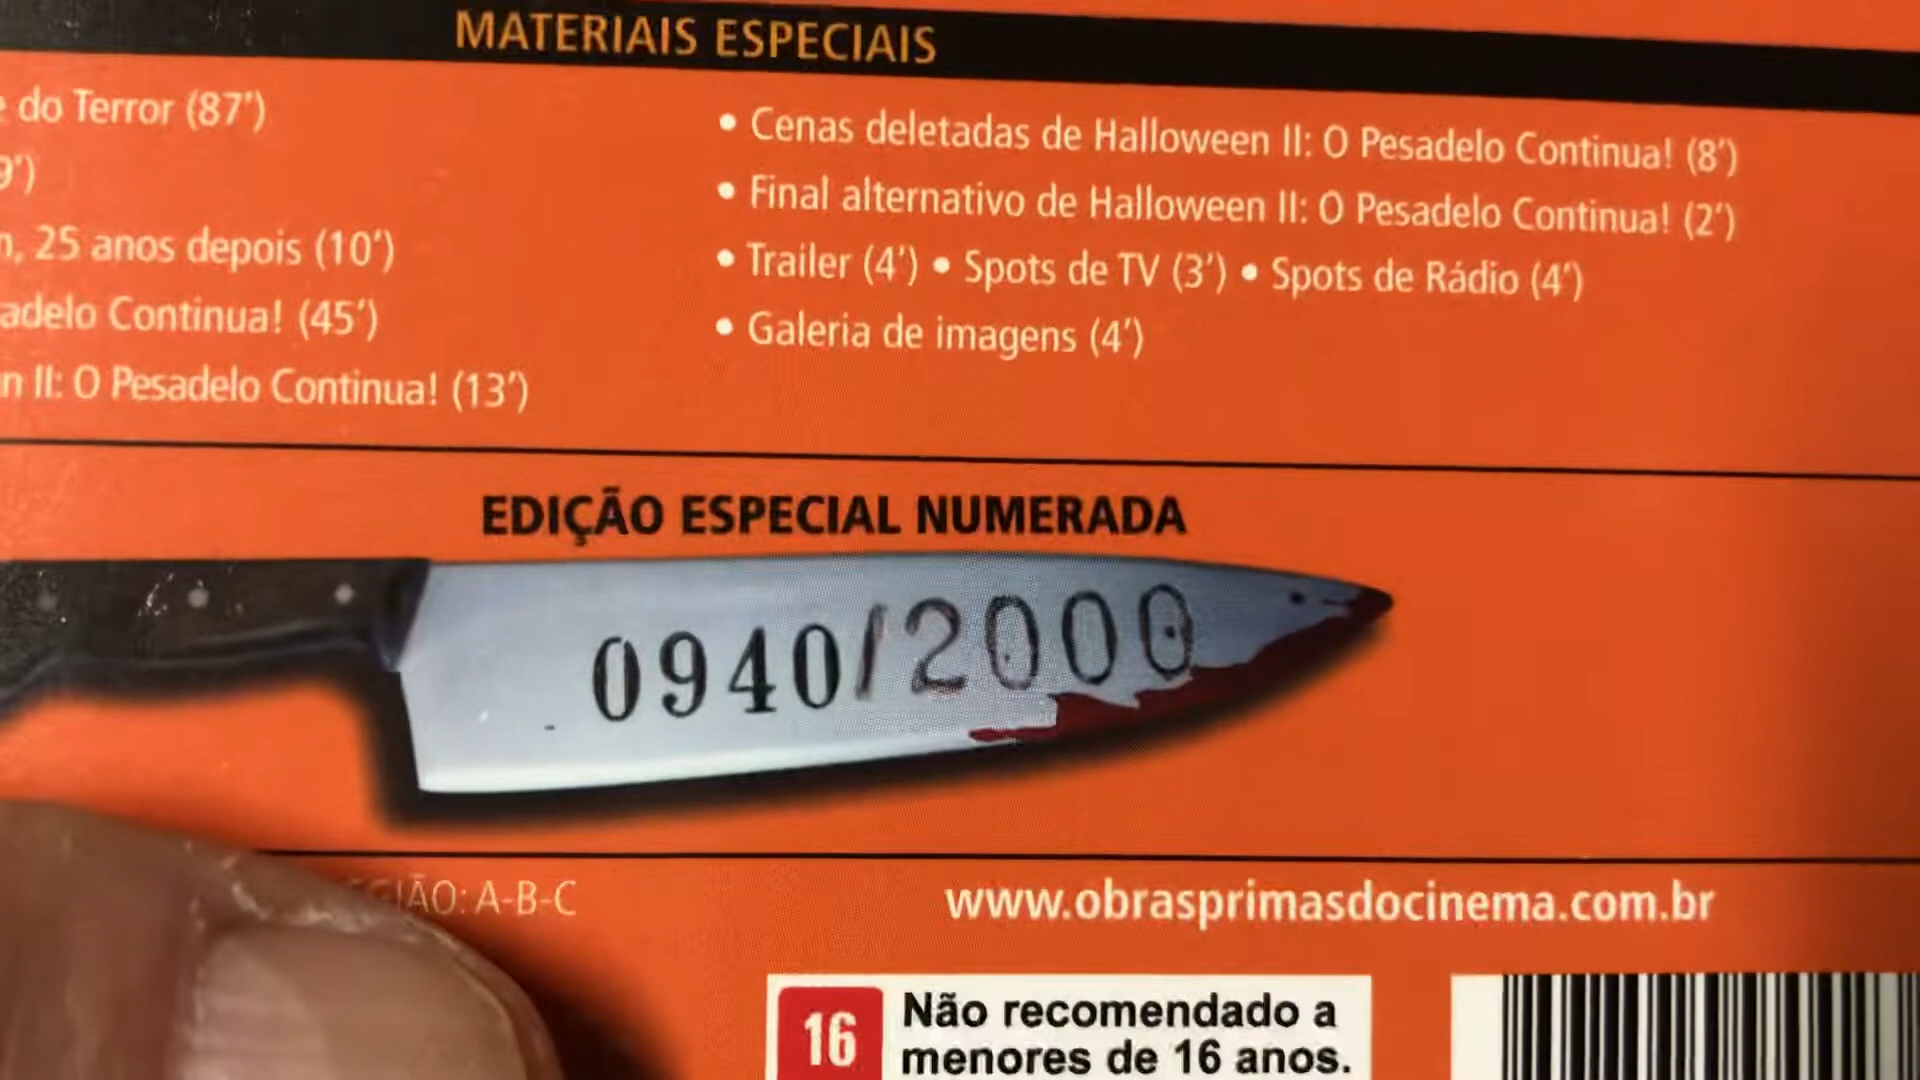 MATERIAIS ESPECIAIS
do Terror (87’)
9’)
, 25 anos depois (10’)
adelo Continua! (45’)
n II: O Pesadelo Continua! (13’)
• Cenas deletadas de Halloween II: O Pesadelo Continua! (8’)
• Final alternativo de Halloween II: O Pesadelo Continua! (2’)
• Trailer (4’) • Spots de TV (3’) • Spots de Rádio (4’)
• Galeria de imagens (4’)
EDIÇÃO ESPECIAL NUMERADA
0940/2000
GIÃO: A-B-C
www.obrasprimasdocinema.com.br
16
Não recomendado a
menores de 16 anos.